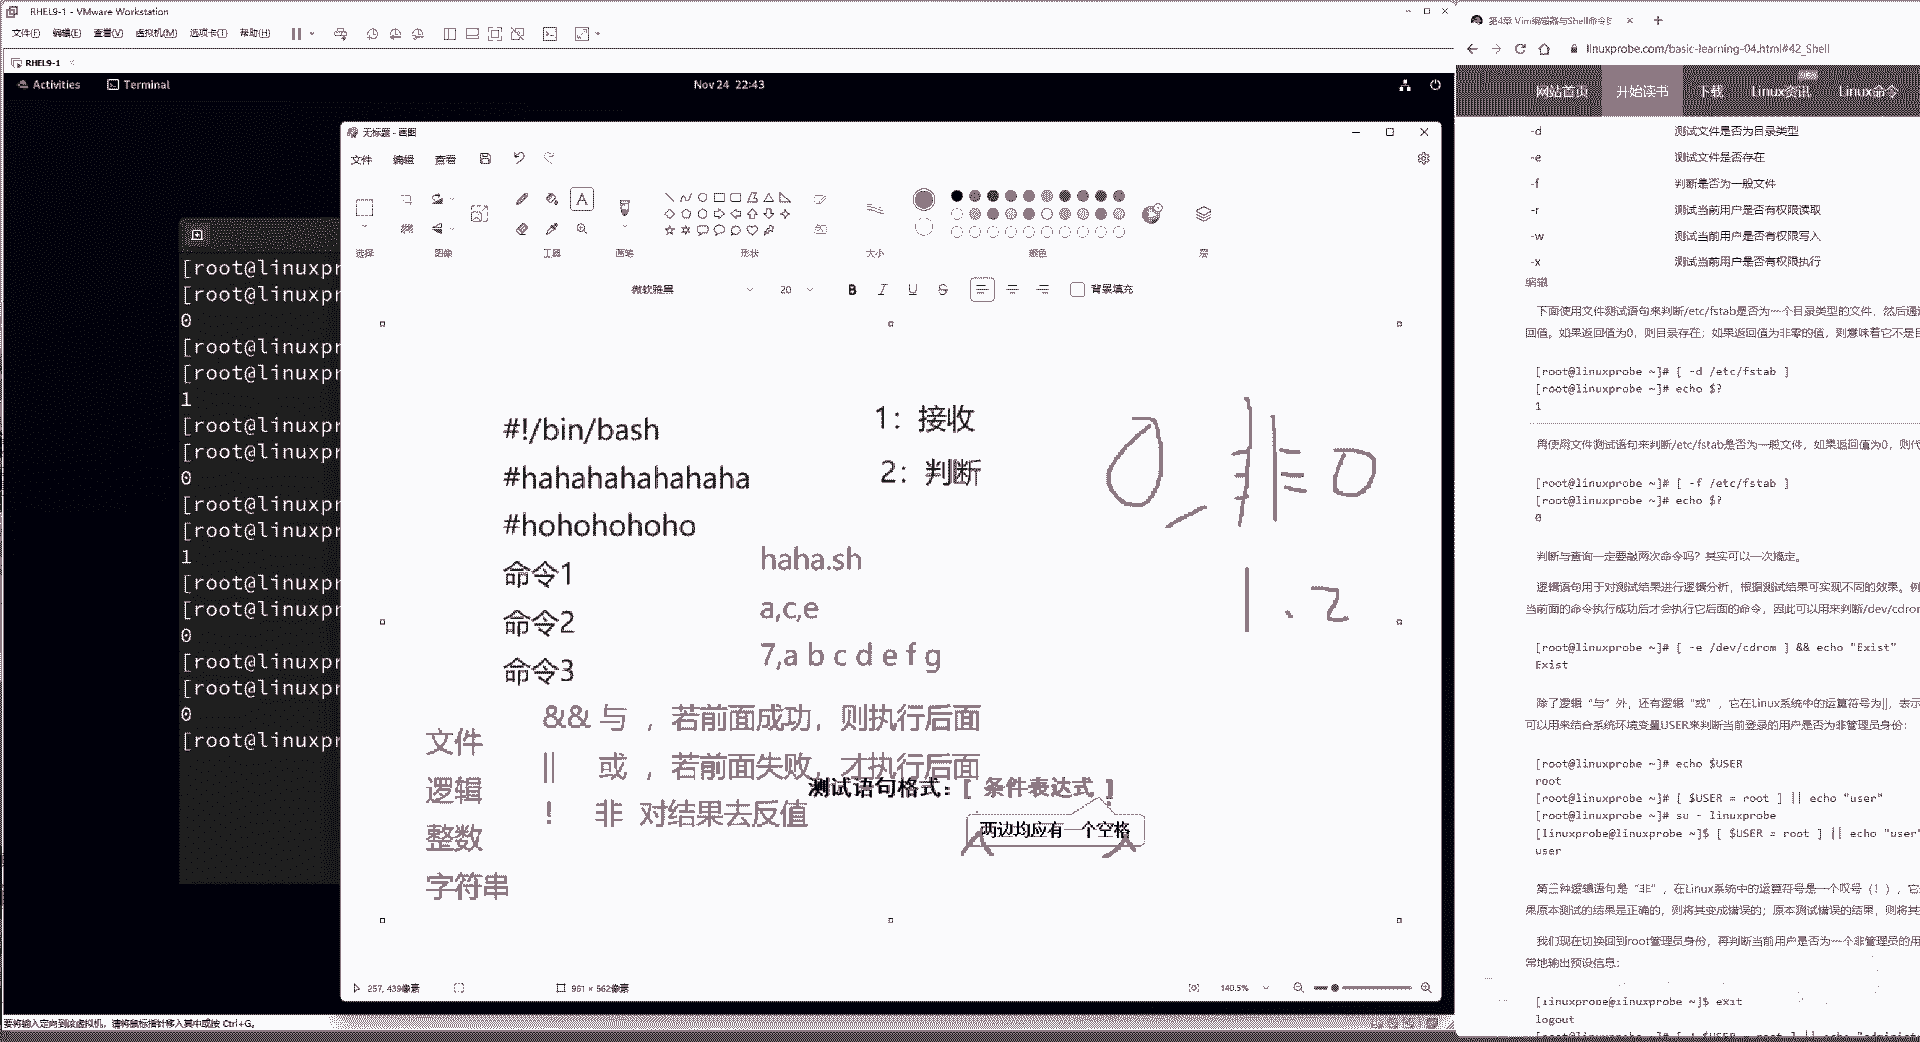 RHEL9-1 - VMware Workstation
文件(F) 编辑(E) 查看(V) 虚拟机(M) 选项卡(T) 帮助(H)
RHEL9-1
Activities Terminal
Nov 24 22:43
[root@linuxpr
[root@linuxpr
0
[root@linuxpr
[root@linuxpr
1
[root@linuxpr
[root@linuxpr
0
[root@linuxpr
[root@linuxpr
1
[root@linuxpr
[root@linuxpr
0
[root@linuxpr
[root@linuxpr
0
[root@linuxpr
无标题 - 画图
文件 编辑 查看
A
选择 图像 工具 画笔 形状 大小 颜色 层
微软雅黑 20 B I U S 背景填充
#!/bin/bash
#hahahahahahaha
#hohohohoho
命令1
命令2
命令3
1：接收
2：判断
haha.sh
a,c,e
7,a b c d e f g
0、非0
1.2
&& 与 ，若前面成功，则执行后面
|| 或 ，若前面失败，才执行后面
! 非 对结果去反值
文件
逻辑
整数
字符串
测试语句格式：[ 条件表达式 ]
两边均应有一个空格
257, 439像素 961 × 562像素 140.5%
要将输入定向到该虚拟机，请将鼠标指针移入其中或按 Ctrl+G。
第4章 Vim编辑器与Shell命令
linuxprobe.com/basic-learning-04.html#42_Shell
网站首页 开始读书 下载 Linux资讯 Linux命令
-d 测试文件是否为目录类型
-e 测试文件是否存在
-f 判断是否为一般文件
-r 测试当前用户是否有权限读取
-w 测试当前用户是否有权限写入
-x 测试当前用户是否有权限执行
编辑
下面使用文件测试语句来判断/etc/fstab是否为一个目录类型的文件，然后通
回值。如果返回值为0，则目录存在；如果返回值为非零的值，则意味着它不是
[root@linuxprobe ~]# [ -d /etc/fstab ]
[root@linuxprobe ~]# echo $?
1
再使用文件测试语句来判断/etc/fstab是否为一般文件，如果返回值为0，则代
[root@linuxprobe ~]# [ -f /etc/fstab ]
[root@linuxprobe ~]# echo $?
0
判断与查询一定要敲两次命令吗？其实可以一次搞定。
逻辑语句用于对测试结果进行逻辑分析，根据测试结果可实现不同的效果。例
当前面的命令执行成功后才会执行它后面的命令，因此可以用来判断/dev/cdrom
[root@linuxprobe ~]# [ -e /dev/cdrom ] && echo "Exist"
Exist
除了逻辑“与”外，还有逻辑“或”，它在Linux系统中的运算符号为||，表示
可以用来结合系统环境变量USER来判断当前登录的用户是否为非管理员身份：
[root@linuxprobe ~]# echo $USER
root
[root@linuxprobe ~]# [ $USER = root ] || echo "user"
[root@linuxprobe ~]# su - linuxprobe
[linuxprobe@linuxprobe ~]$ [ $USER = root ] || echo "user"
user
第三种逻辑语句是“非”，在Linux系统中的运算符号是一个叹号（！），它
果原本测试的结果是正确的，则将其变成错误的；原本测试错误的结果，则将其
我们现在切换回到root管理员身份，再判断当前用户是否为一个非管理员的用
常地输出预设信息：
[linuxprobe@linuxprobe ~]$ exit
logout
[root@linuxprobe ~]# [ ! $USER = root ] || echo "administ